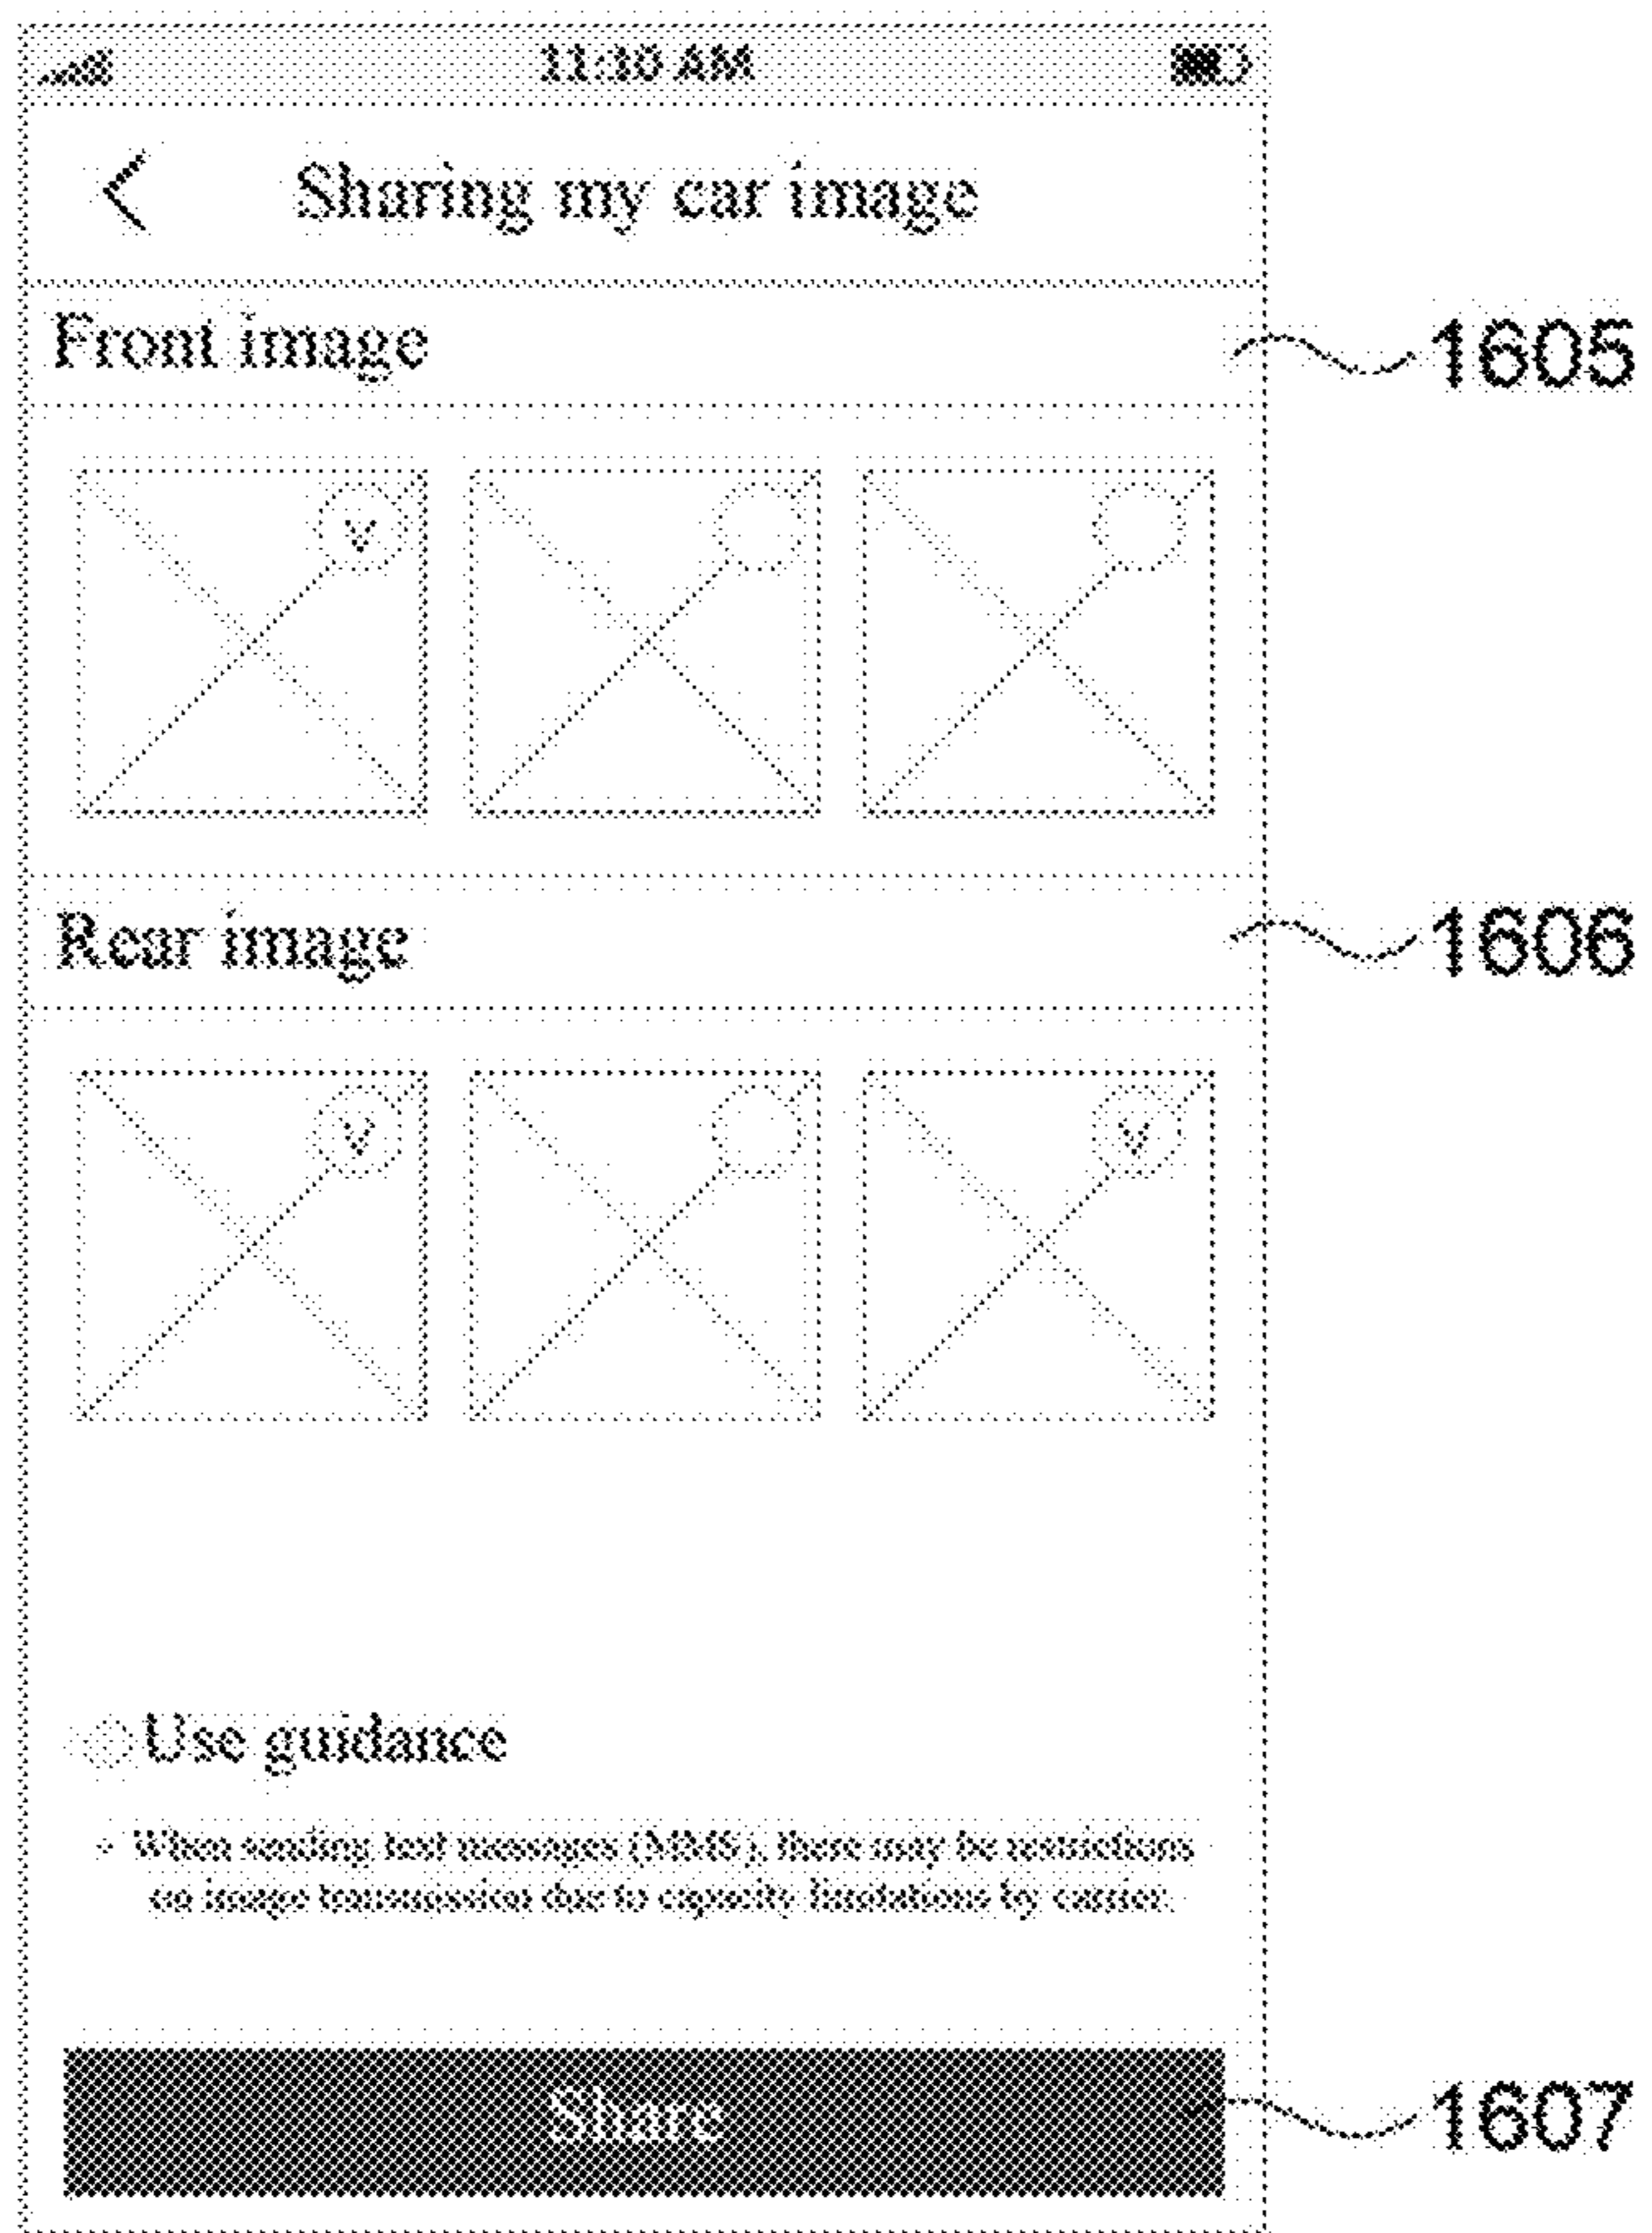 11:10 AM
Sharing my car image
Front image
1605
Rear image
1606
Use guidance
When sending text messages (MMS), there may be restrictions
on image transmission due to capacity limitations by carrier
Share
1607